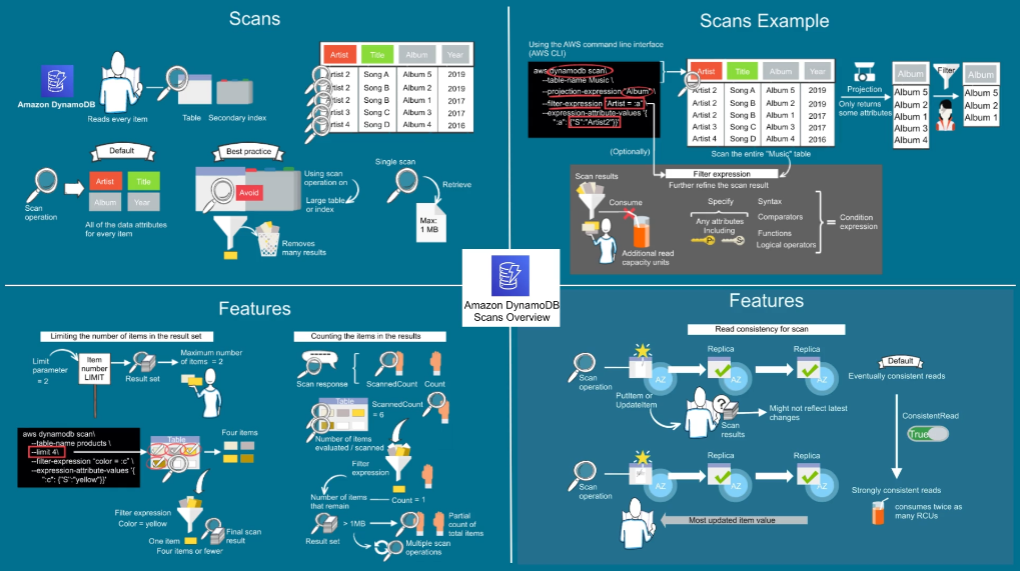 Scans
Amazon DynamoDB
Reads every item
Table
Secondary index
Artist Title Album Year
Artist 2 Song A Album 5 2019
Artist 2 Song B Album 2 2019
Artist 2 Song B Album 1 2017
Artist 3 Song C Album 3 2017
Artist 4 Song D Album 4 2016
Default
Scan
operation
Artist Title
Album Year
All of the data attributes
for every item
Best practice
Avoid
Using scan
operation on
Large table
or index
Removes
many results
Single scan
Retrieve
Max:
1 MB
Scans Example
Using the AWS command line interface
(AWS CLI)
aws dynamodb scan\
--table-name Music \
--projection-expression "Album"\
--filter-expression "Artist = :a"\
--expression-attribute-values '{
":a": {"S":"Artist2"}}'
Artist Title Album Year
Artist 2 Song A Album 5 2019
Artist 2 Song B Album 2 2019
Artist 2 Song B Album 1 2017
Artist 3 Song C Album 3 2017
Artist 4 Song D Album 4 2016
Scan the entire "Music" table
Projection
Only returns
some attributes
Album
Album 5
Album 2
Album 1
Album 3
Album 4
Filter
Album
Album 5
Album 2
Album 1
(Optionally)
Filter expression
Further refine the scan result
Scan results
Consume
Additional read
capacity units
Specify
Any attributes
Including
P
S
Syntax
Comparators
Functions
Logical operators
Condition
expression
Amazon DynamoDB
Scans Overview
Features
Limiting the number of items in the result set
Limit
parameter
= 2
Item
number
LIMIT
Result set
Maximum number
of items = 2
aws dynamodb scan\
--table-name products \
--limit 4\
--filter-expression "color = :c" \
--expression-attribute-values '{
":c": {"S":"yellow"}}'
Table
Four items
Filter expression
Color = yellow
One item
Final scan
result
Four items or fewer
Counting the items in the results
Scan response
ScannedCount
Count
Table
ScannedCount
= 6
Number of items
evaluated / scanned
Filter
expression
Number of items
that remain
Count = 1
Result set
> 1MB
Partial
count of
total items
Multiple scan
operations
Features
Read consistency for scan
Scan
operation
AZ
Replica
AZ
Replica
AZ
PutItem or
UpdateItem
?
Scan
results
Might not reflect latest
changes
Default
Eventually consistent reads
ConsistentRead
True
Strongly consistent reads
consumes twice as
many RCUs
Scan
operation
AZ
Replica
AZ
Replica
AZ
Most updated item value